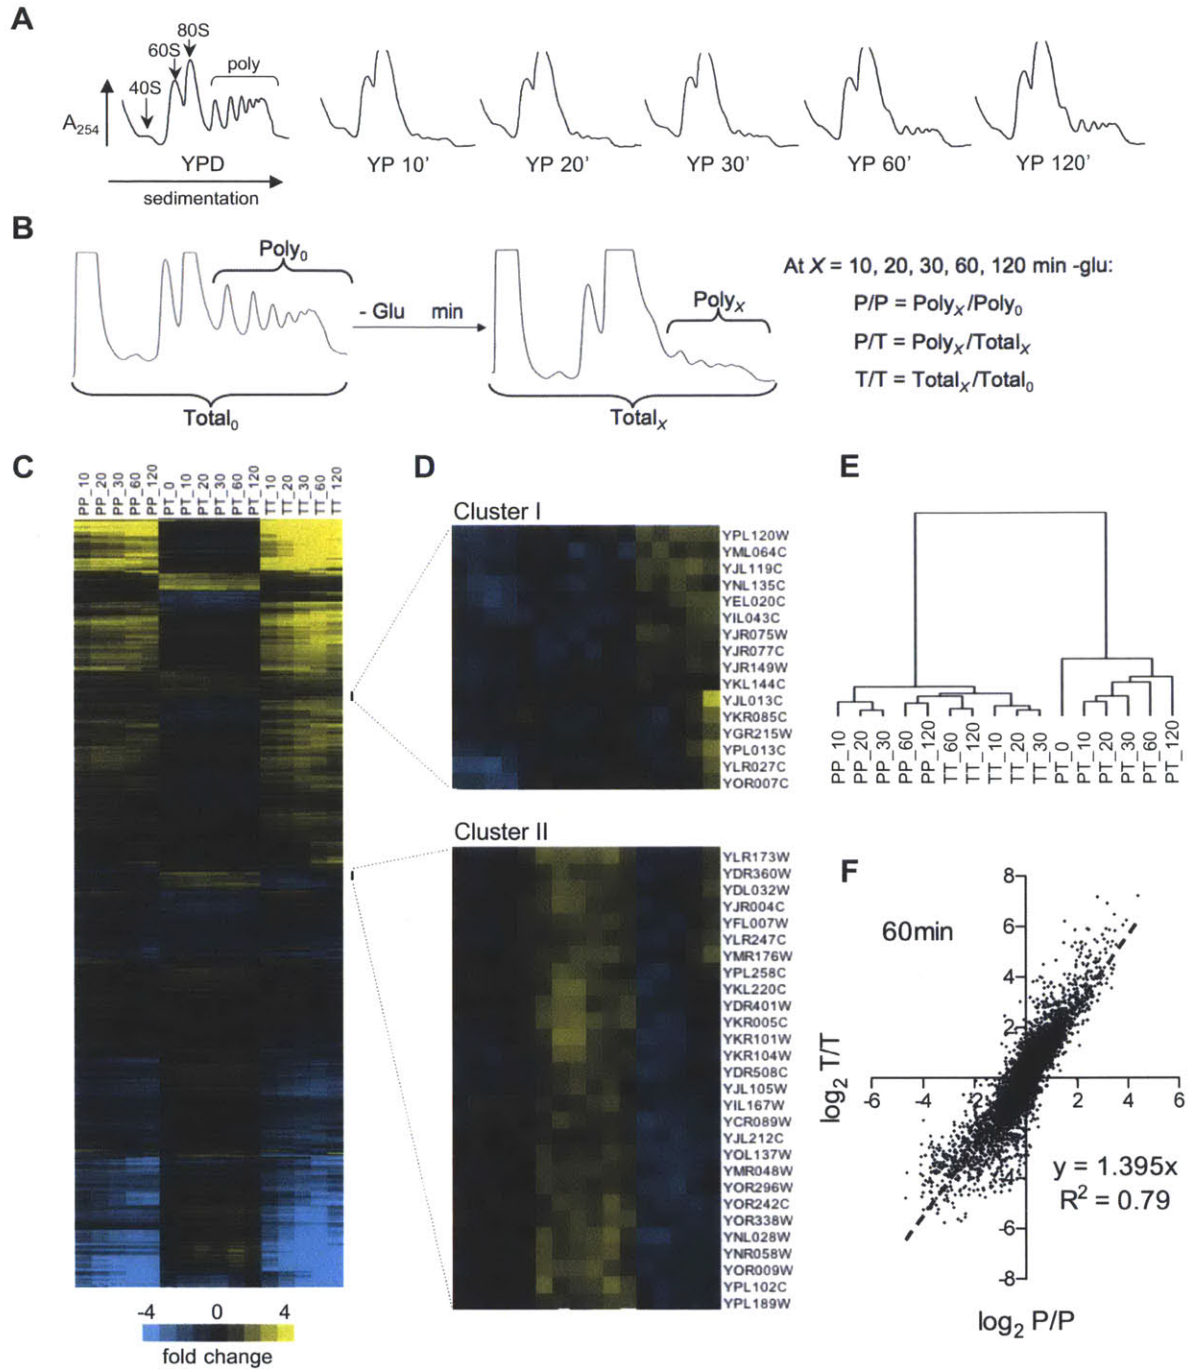 A
80S
60S
40S
poly
A254
YPD
YP 10'
YP 20'
YP 30'
YP 60'
YP 120'
sedimentation
B
Poly0
- Glu min
PolyX
Total0
TotalX
At X = 10, 20, 30, 60, 120 min -glu:
P/P = PolyX/Poly0
P/T = PolyX/TotalX
T/T = TotalX/Total0
C
PP_10
PP_20
PP_30
PP_60
PP_120
PT_0
PT_10
PT_20
PT_30
PT_60
PT_120
TT_10
TT_20
TT_30
TT_60
TT_120
-4 0 4
fold change
D
Cluster I
YPL120W
YML064C
YJL119C
YNL135C
YEL020C
YIL043C
YJR075W
YJR077C
YJR149W
YKL144C
YJL013C
YKR085C
YGR215W
YPL013C
YLR027C
YOR007C
Cluster II
YLR173W
YDR360W
YDL032W
YJR004C
YFL007W
YLR247C
YMR176W
YPL258C
YKL220C
YDR401W
YKR005C
YKR101W
YKR104W
YDR508C
YJL105W
YIL167W
YCR089W
YJL212C
YOL137W
YMR048W
YOR296W
YOR242C
YOR338W
YNL028W
YNR058W
YOR009W
YPL102C
YPL189W
E
PP_10
PP_20
PP_30
PP_60
PP_120
TT_60
TT_120
TT_10
TT_20
TT_30
PT_0
PT_10
PT_20
PT_30
PT_60
PT_120
F
60min
8
6
4
2
-6 -4 -2 2 4 6
-4
-6
-8
log2 T/T
y = 1.395x
R2 = 0.79
log2 P/P